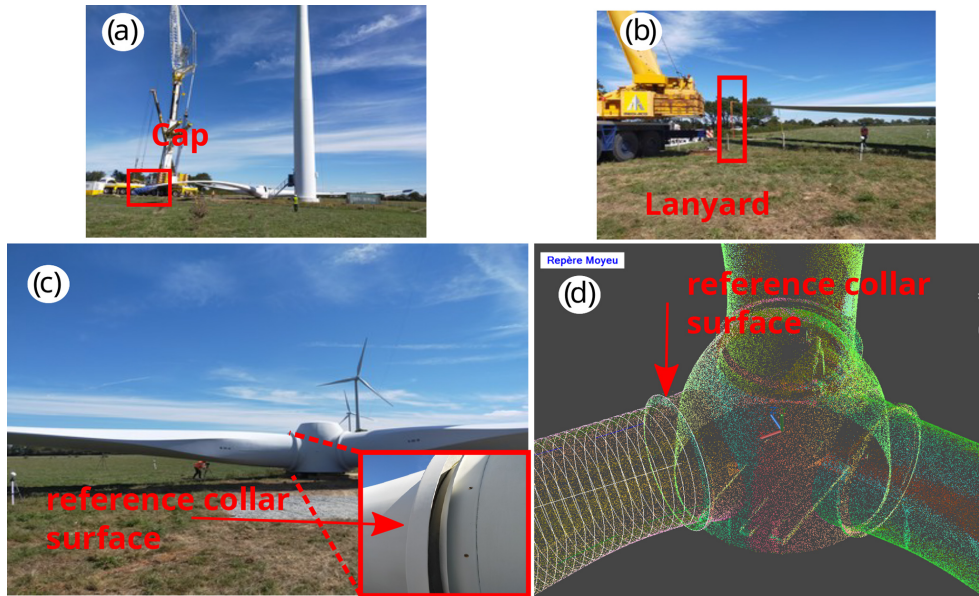 (a)
Cap
(b)
Lanyard
(c)
reference collar
surface
Repère Moyeu
(d)
reference collar
surface